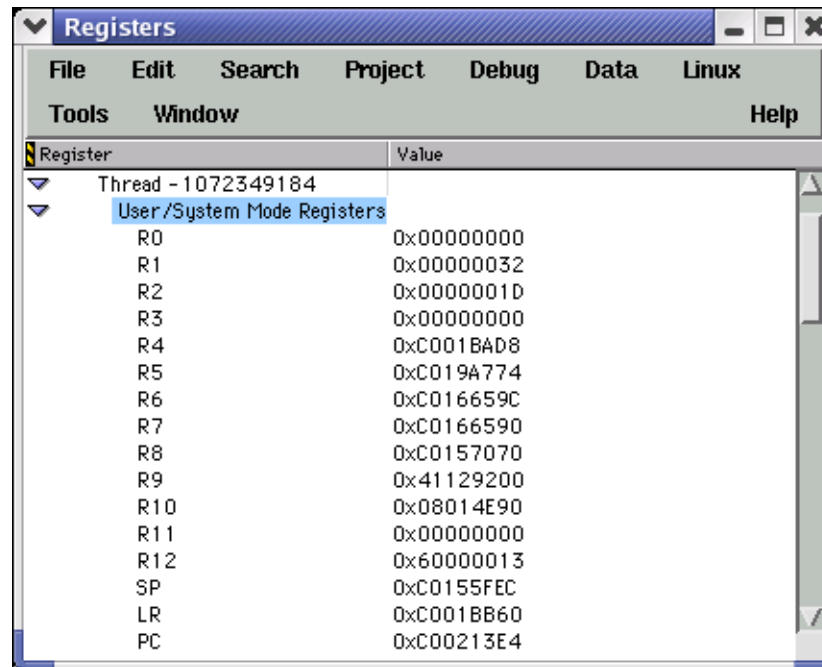 Registers
File Edit Search Project Debug Data Linux
Tools Window Help
Register Value
Thread -1072349184
User/System Mode Registers
R0 0x00000000
R1 0x00000032
R2 0x0000001D
R3 0x00000000
R4 0xC001BAD8
R5 0xC019A774
R6 0xC016659C
R7 0xC0166590
R8 0xC0157070
R9 0x41129200
R10 0x08014E90
R11 0x00000000
R12 0x60000013
SP 0xC0155FEC
LR 0xC001BB60
PC 0xC00213E4